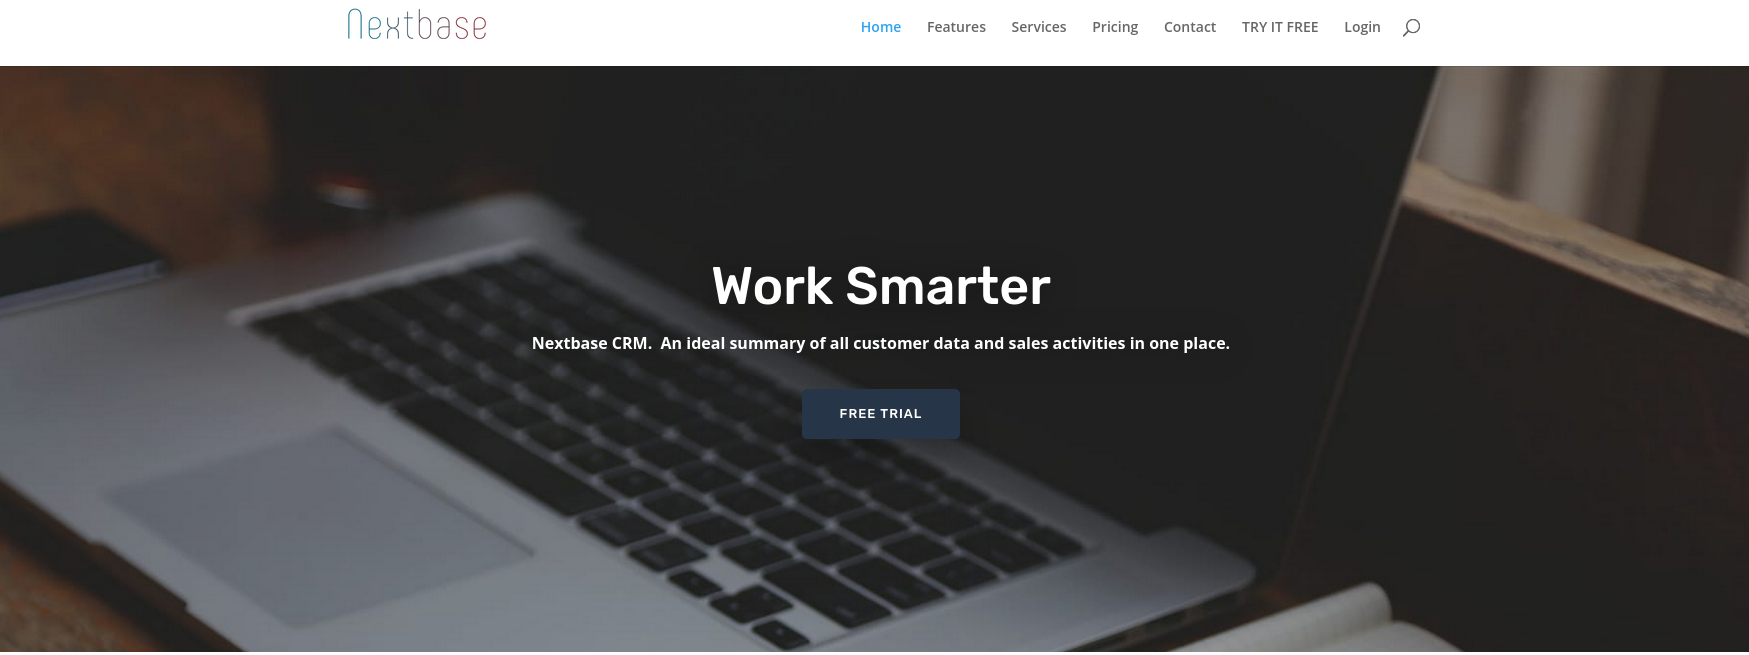 Nextbase
Home Features Services Pricing Contact TRY IT FREE Login
Work Smarter
Nextbase CRM.  An ideal summary of all customer data and sales activities in one place.
FREE TRIAL